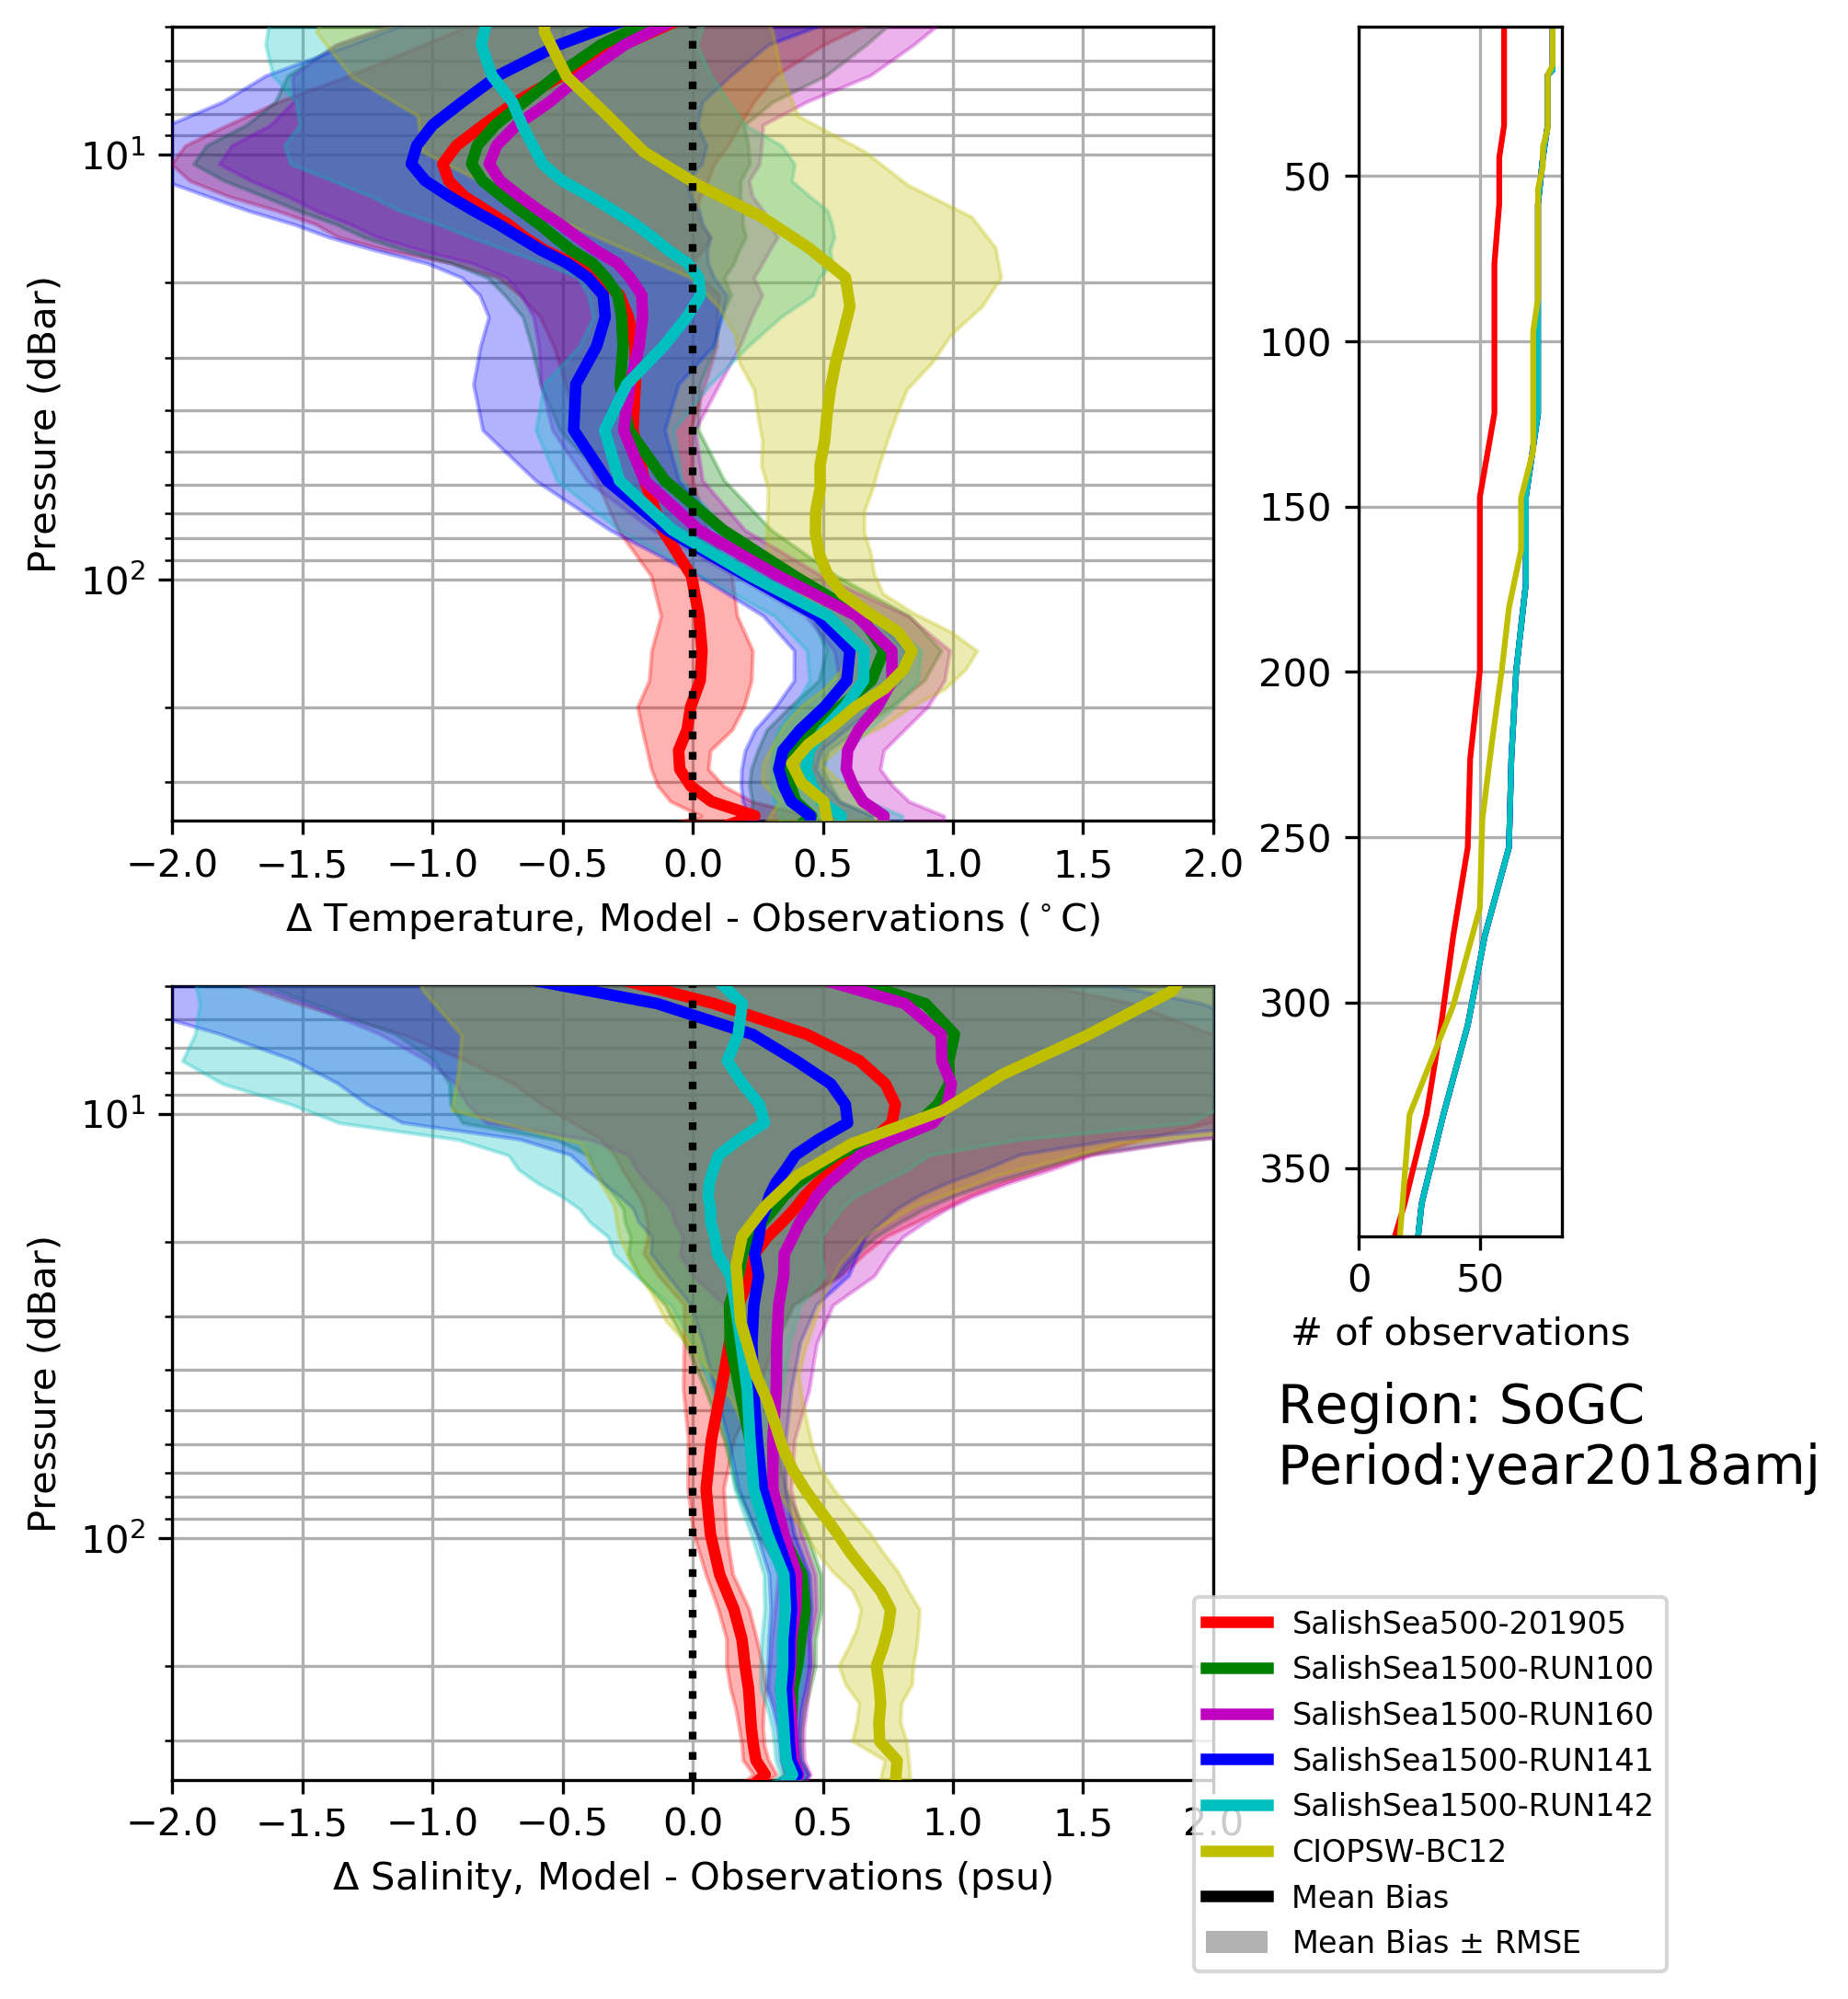 Pressure (dBar)
10¹
10²
−2.0 −1.5 −1.0 −0.5 0.0 0.5 1.0 1.5 2.0
Δ Temperature, Model - Observations (°C)
50
100
150
200
250
300
350
0 50
# of observations
Region: SoGC
Period:year2018amj
Pressure (dBar)
10¹
10²
−2.0 −1.5 −1.0 −0.5 0.0 0.5 1.0 1.5 2.0
Δ Salinity, Model - Observations (psu)
SalishSea500-201905
SalishSea1500-RUN100
SalishSea1500-RUN160
SalishSea1500-RUN141
SalishSea1500-RUN142
CIOPSW-BC12
Mean Bias
Mean Bias ± RMSE